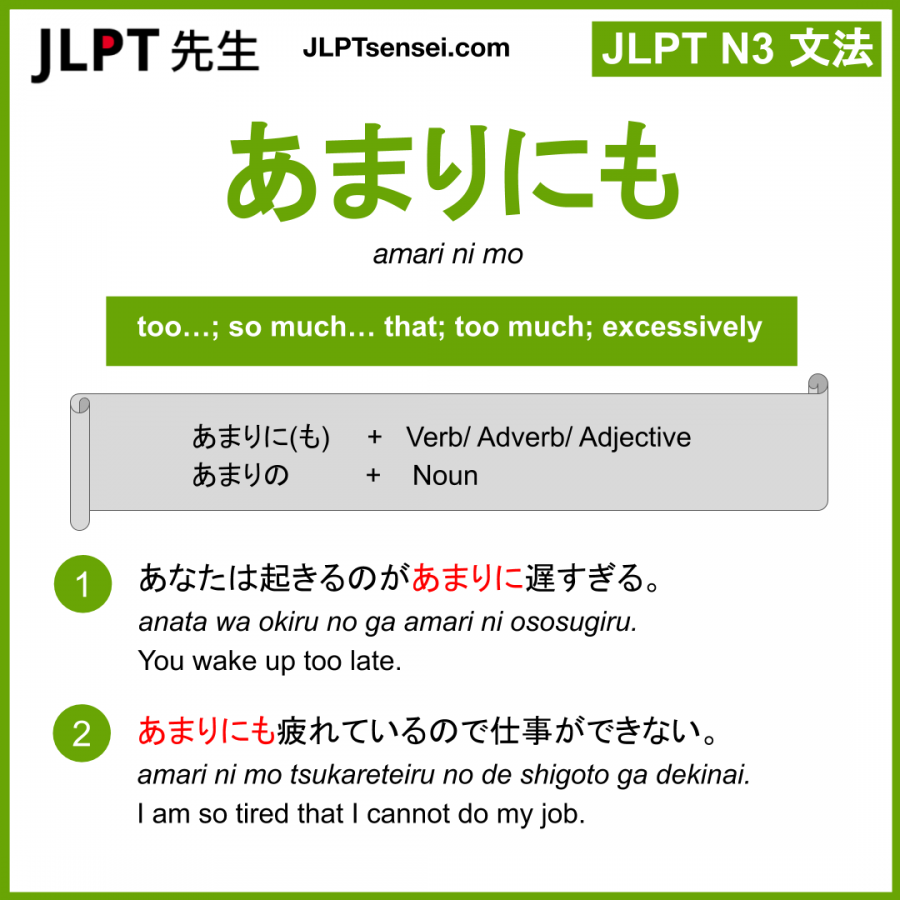 JLPT 先生
JLPTsensei.com
JLPT N3 文法
あまりにも
amari ni mo
too…; so much… that; too much; excessively
あまりに(も) + Verb/ Adverb/ Adjective
あまりの + Noun
1 あなたは起きるのがあまりに遅すぎる。
anata wa okiru no ga amari ni ososugiru.
You wake up too late.
2 あまりにも疲れているので仕事ができない。
amari ni mo tsukareteiru no de shigoto ga dekinai.
I am so tired that I cannot do my job.